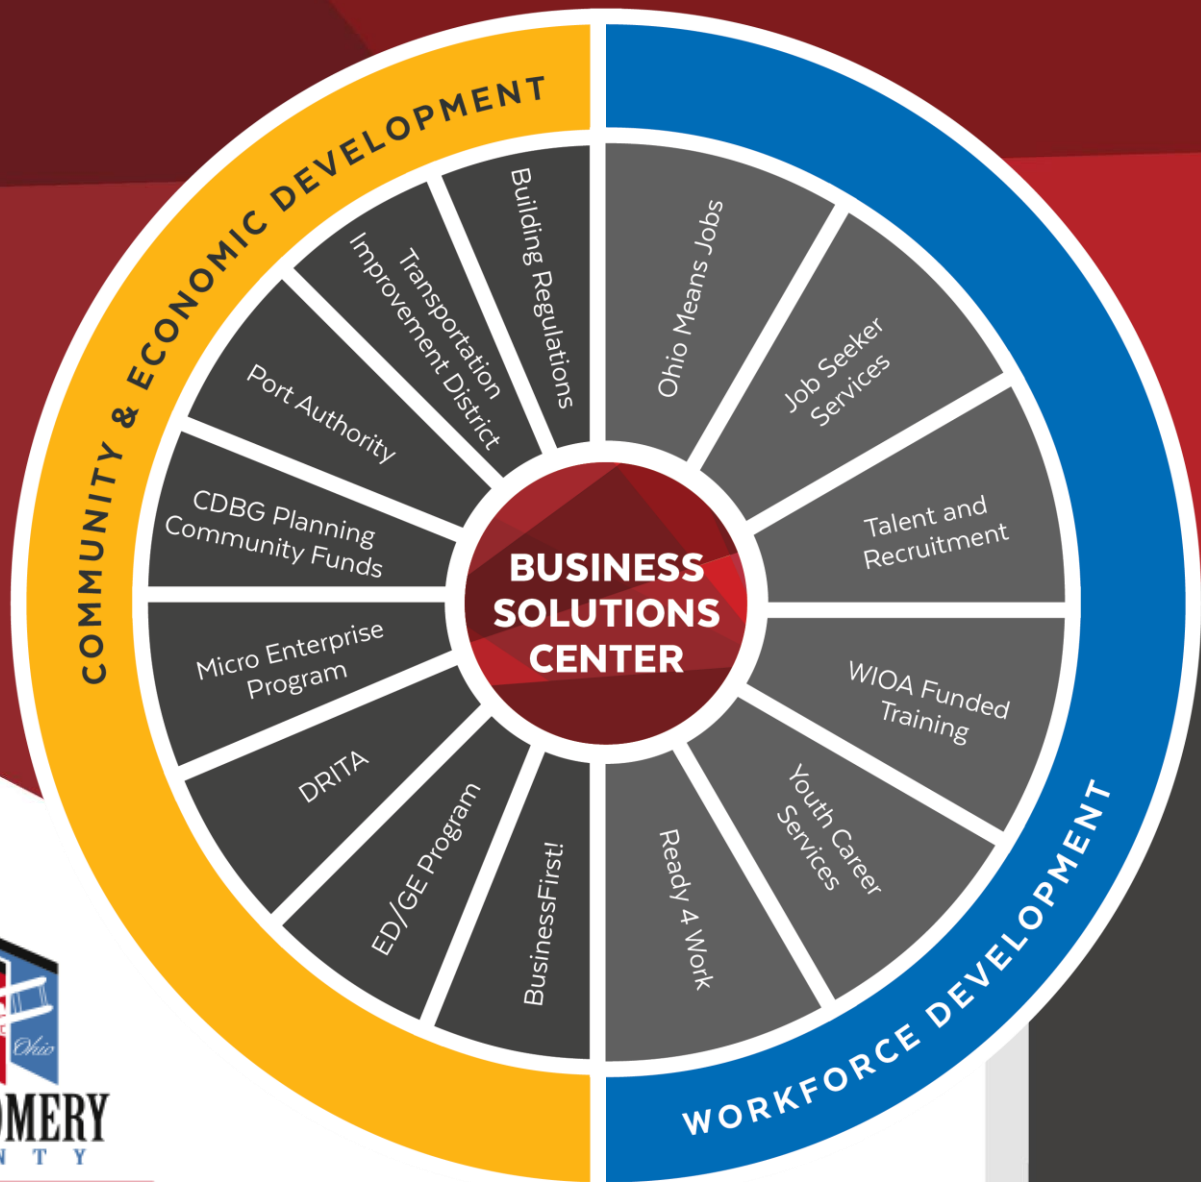 COMMUNITY & ECONOMIC DEVELOPMENT
Building Regulations
Transportation
Improvement District
Port Authority
CDBG Planning
Community Funds
Micro Enterprise
Program
DRITA
ED/GE Program
BusinessFirst!
BUSINESS
SOLUTIONS
CENTER
Ohio Means Jobs
Job Seeker
Services
Talent and
Recruitment
WIOA Funded
Training
Youth Career
Services
Ready 4 Work
WORKFORCE DEVELOPMENT
Ohio
OMERY
NTY